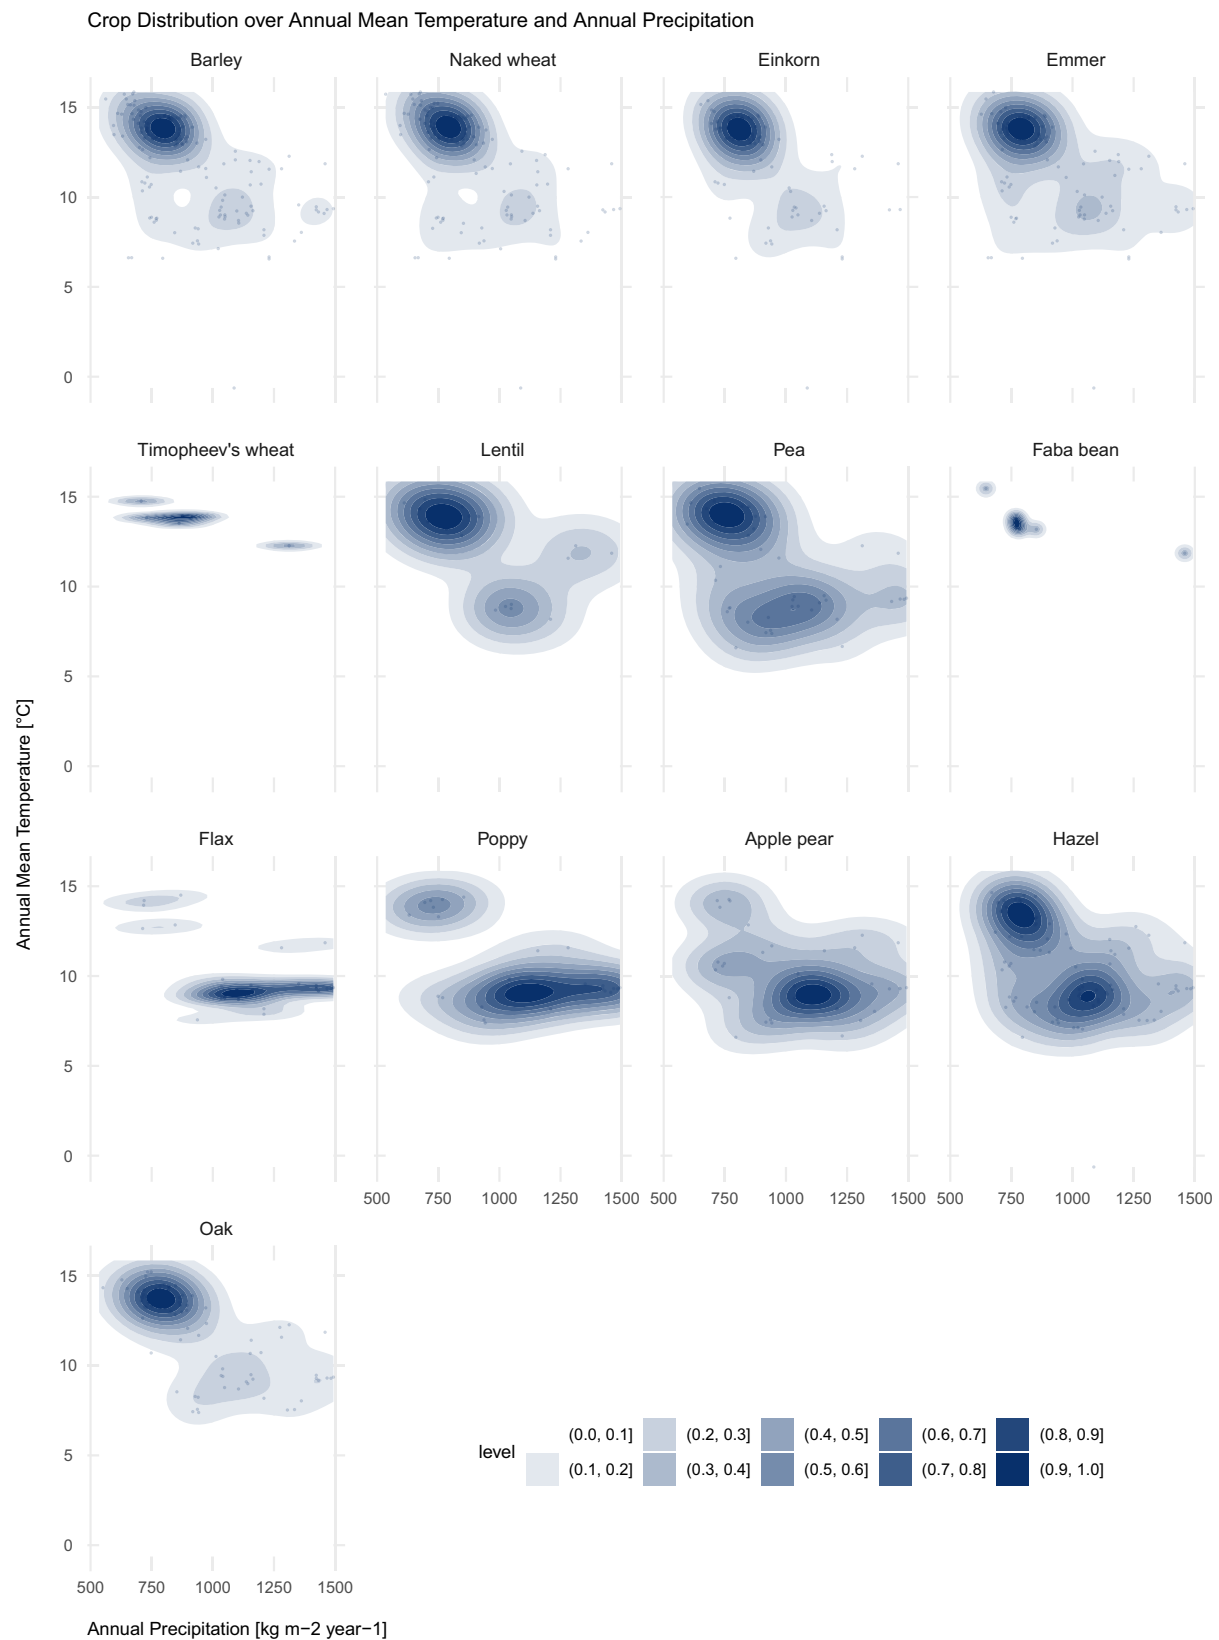 Crop Distribution over Annual Mean Temperature and Annual Precipitation
Barley Naked wheat Einkorn Emmer
15
10
5
0
Timopheev's wheat Lentil Pea Faba bean
15
10
5
0
Annual Mean Temperature [°C]
Flax Poppy Apple pear Hazel
15
10
5
0
500 750 1000 1250 1500 500 750 1000 1250 1500 500 750 1000 1250 1500
Oak
15
10
5
0
500 750 1000 1250 1500
level
(0.0, 0.1] (0.2, 0.3] (0.4, 0.5] (0.6, 0.7] (0.8, 0.9]
(0.1, 0.2] (0.3, 0.4] (0.5, 0.6] (0.7, 0.8] (0.9, 1.0]
Annual Precipitation [kg m−2 year−1]